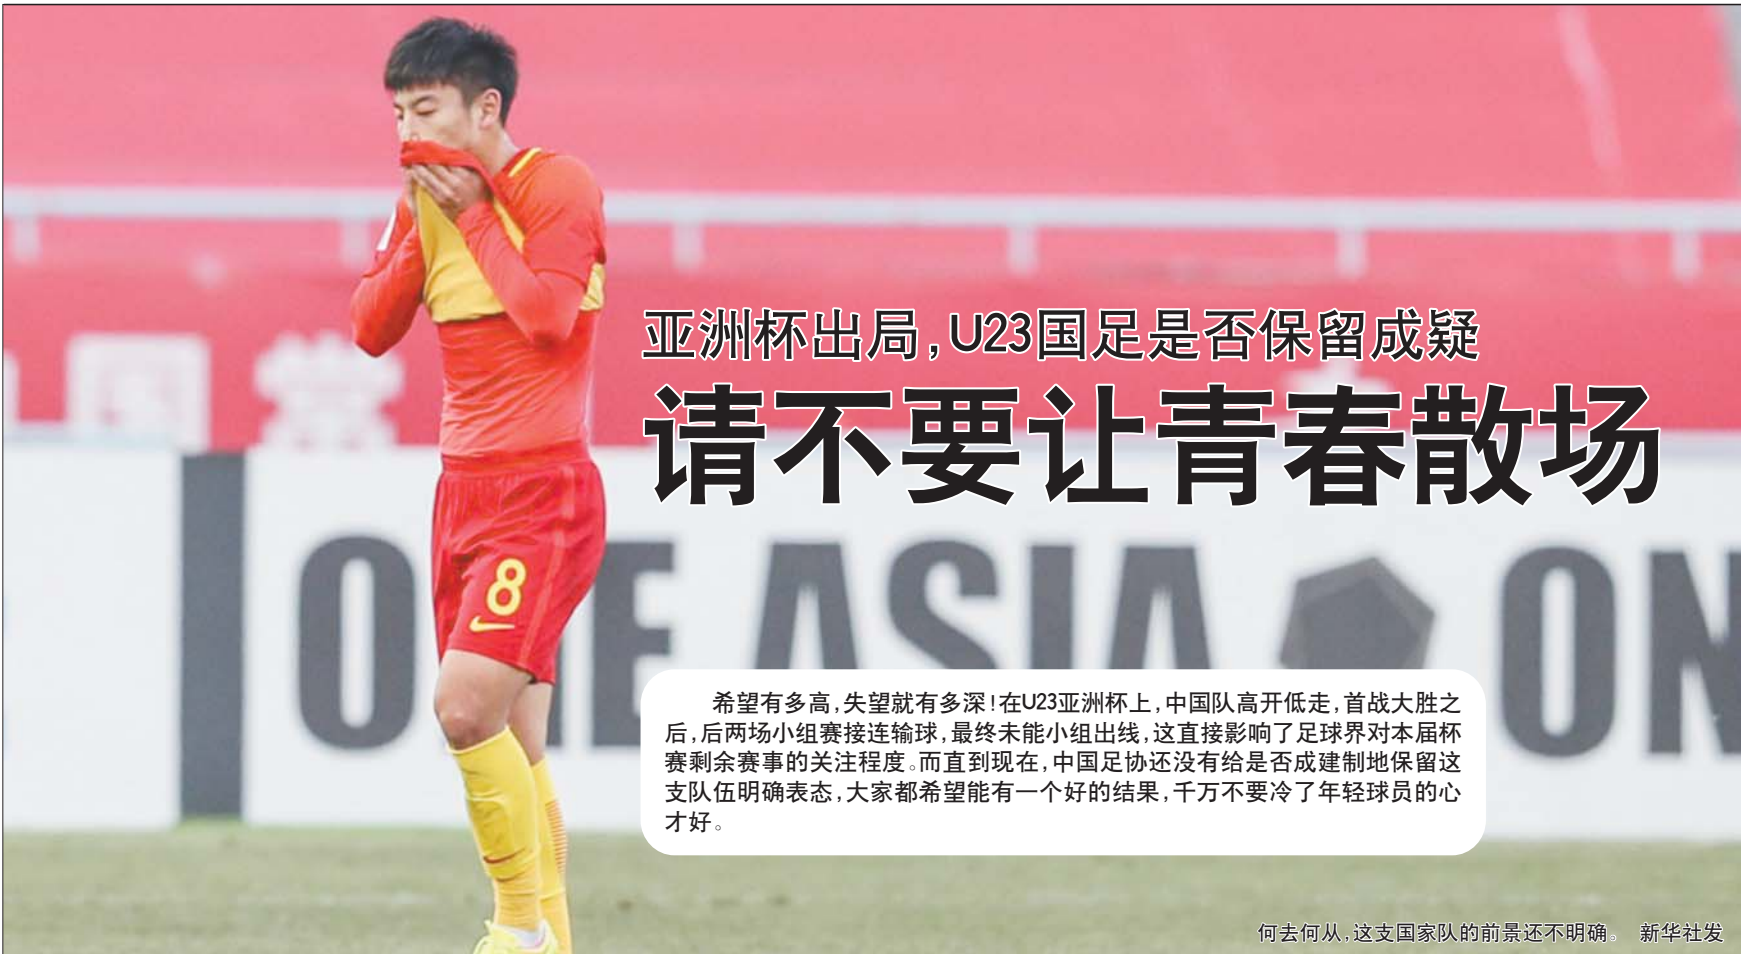 亚洲杯出局,U23国足是否保留成疑
请不要让青春散场
国 
ONE ASIA ON
8
希望有多高,失望就有多深!在U23亚洲杯上,中国队高开低走,首战大胜之
后,后两场小组赛接连输球,最终未能小组出线,这直接影响了足球界对本届杯
赛剩余赛事的关注程度。而直到现在,中国足协还没有给是否成建制地保留这
支队伍明确表态,大家都希望能有一个好的结果,千万不要冷了年轻球员的心
才好。
何去何从,这支国家队的前景还不明确。 新华社发